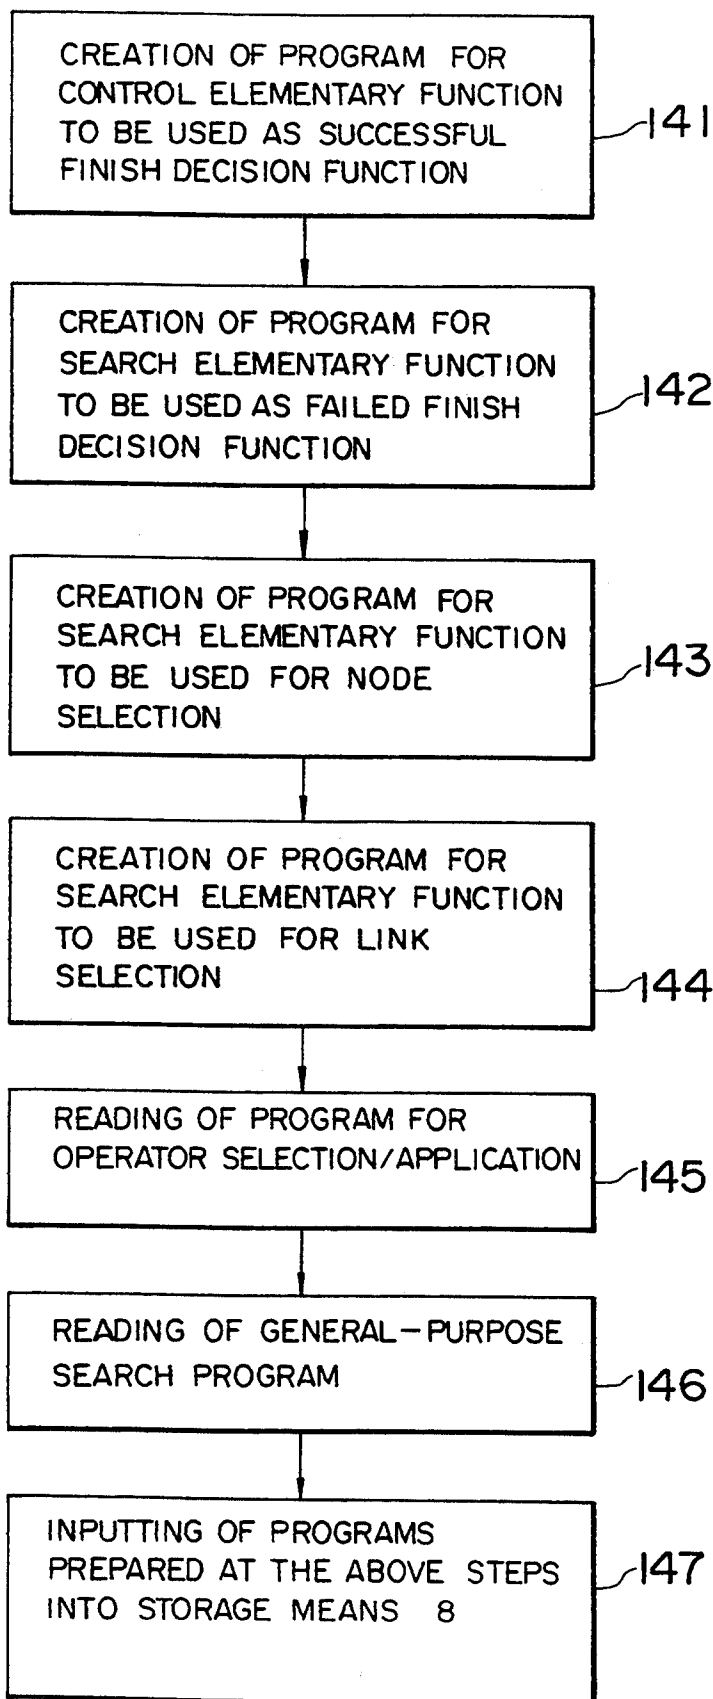 CREATION OF PROGRAM FOR
CONTROL ELEMENTARY FUNCTION
TO BE USED AS SUCCESSFUL
FINISH DECISION FUNCTION
141
CREATION OF PROGRAM FOR
SEARCH ELEMENTARY FUNCTION
TO BE USED AS FAILED FINISH
DECISION FUNCTION
142
CREATION OF PROGRAM FOR
SEARCH ELEMENTARY FUNCTION
TO BE USED FOR NODE
SELECTION
143
CREATION OF PROGRAM FOR
SEARCH ELEMENTARY FUNCTION
TO BE USED FOR LINK
SELECTION
144
READING OF PROGRAM FOR
OPERATOR SELECTION/APPLICATION
145
READING OF GENERAL-PURPOSE
SEARCH PROGRAM
146
INPUTTING OF PROGRAMS
PREPARED AT THE ABOVE STEPS
INTO STORAGE MEANS 8
147